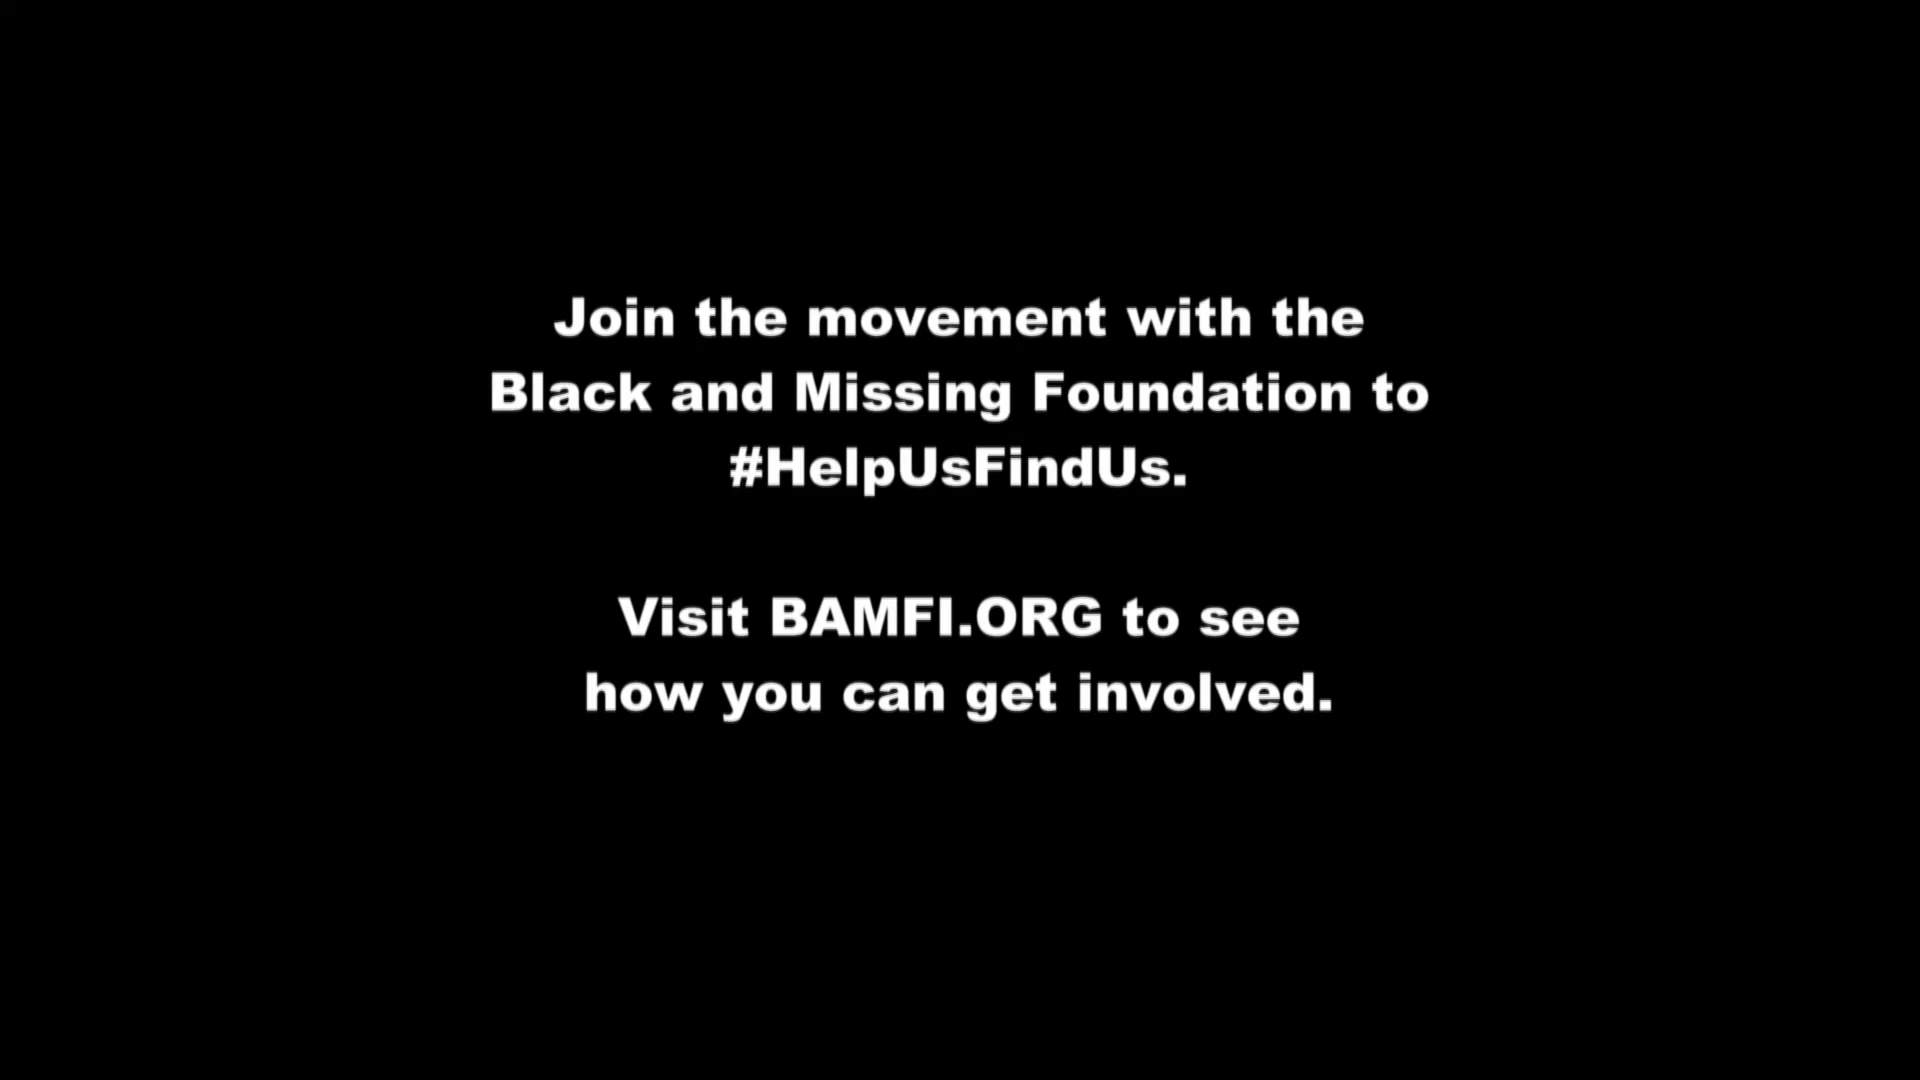 Join the movement with the
Black and Missing Foundation to
#HelpUsFindUs.
Visit BAMFI.ORG to see
how you can get involved.